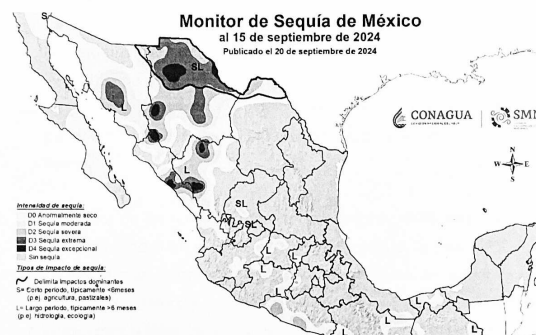 Monitor de Sequía de México
al 15 de septiembre de 2024
Publicado el 20 de septiembre de 2024
S
SL
CONAGUA
SMN
N
W E
S
L
SL
SL
L
L
L
L
L
L
L
L
Intensidad de sequía:
D0 Anormalmente seco
D1 Sequía moderada
D2 Sequía severa
D3 Sequía extrema
D4 Sequía excepcional
Sin sequía
Tipos de impacto de sequía:
Delimita impactos dominantes
S= Corto periodo, típicamente <6meses
(p.ej. agricultura, pastizales)
L= Largo periodo, típicamente >6 meses
(p.ej. hidrología, ecología)